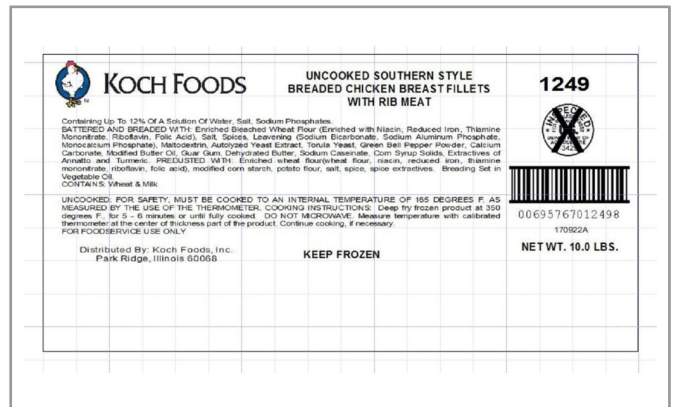 KOCH FOODS
TM
UNCOOKED SOUTHERN STYLE
BREADED CHICKEN BREAST FILLETS
WITH RIB MEAT
1249
Containing Up To 12% Of A Solution Of Water, Salt, Sodium Phosphates.
BATTERED AND BREADED WITH: Enriched Bleached Wheat Flour (Enriched with Niacin, Reduced Iron, Thiamine
Mononitrate, Riboflavin, Folic Acid), Salt, Spices, Leavening (Sodium Bicarbonate, Sodium Aluminum Phosphate,
Monocalcium Phosphate), Maltodextrin, Autolyzed Yeast Extract, Torula Yeast, Green Bell Pepper Powder, Calcium
Carbonate, Modified Butter Oil, Guar Gum, Dehydrated Butter, Sodium Caseinate, Corn Syrup Solids, Extractives of
Annatto and Turmeric. PREDUSTED WITH: Enriched wheat flour(wheat flour, niacin, reduced iron, thiamine
mononitrate, riboflavin, folic acid), modified corn starch, potato flour, salt, spice, spice extractives. Breading Set in
Vegetable Oil.
CONTAINS: Wheat & Milk
UNCOOKED: FOR SAFETY, MUST BE COOKED TO AN INTERNAL TEMPERATURE OF 165 DEGREES F. AS
MEASURED BY THE USE OF THE THERMOMETER. COOKING INSTRUCTIONS: Deep fry frozen product at 350
degrees F., for 5 - 6 minutes or until fully cooked. DO NOT MICROWAVE. Measure temperature with calibrated
thermometer at the center of thickness part of the product. Continue cooking, if necessary.
FOR FOODSERVICE USE ONLY
00695767012498
170922A
NET WT. 10.0 LBS.
Distributed By: Koch Foods, Inc.
Park Ridge, Illinois 60068
KEEP FROZEN